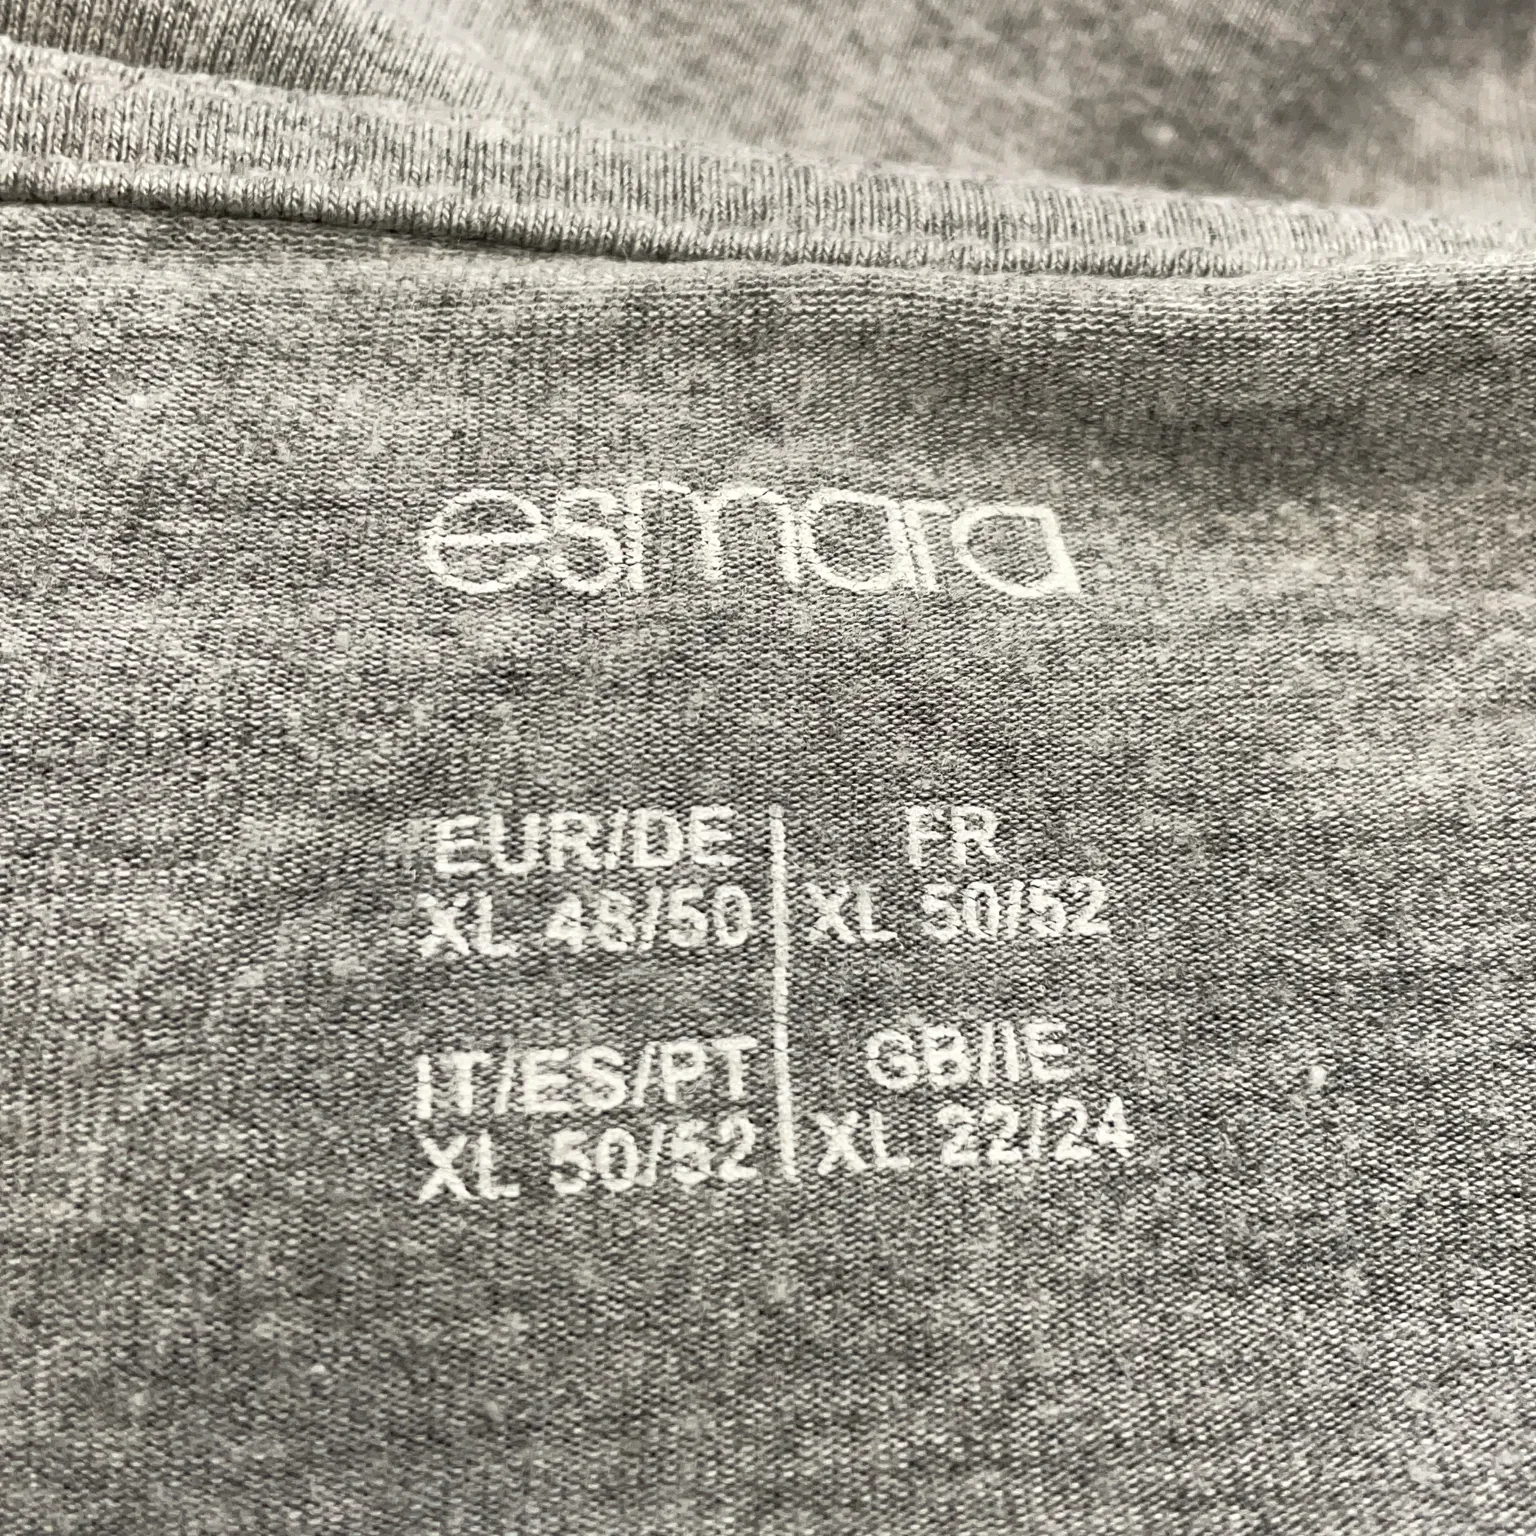 esmara
EUR/DE
XL 48/50
FR
XL 50/52
IT/ES/PT
XL 50/52
GB/IE
XL 22/24